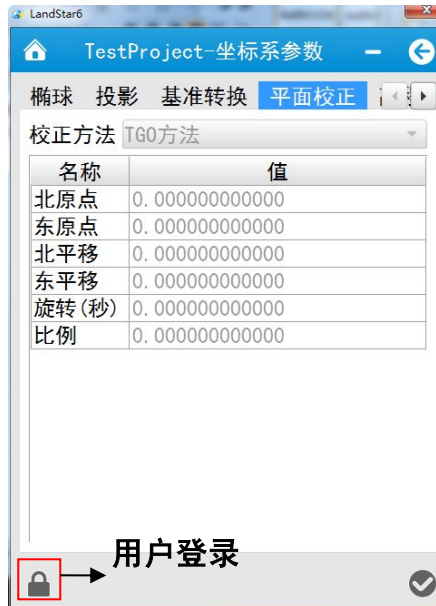 LandStar6
TestProject-坐标系参数
椭球 投影 基准转换 平面校正
校正方法 TGO方法
名称 值
北原点 0.000000000000
东原点 0.000000000000
北平移 0.000000000000
东平移 0.000000000000
旋转(秒) 0.000000000000
比例 0.000000000000
用户登录